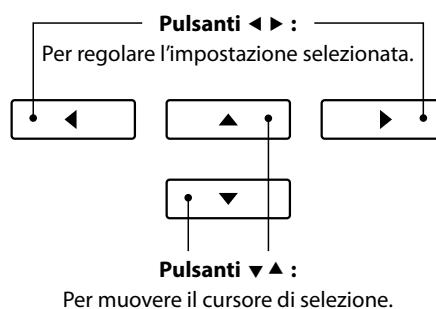 Pulsanti ◀ ▶ :
Per regolare l’impostazione selezionata.
◀ ▲ ▶
▼
Pulsanti ▼ ▲ :
Per muovere il cursore di selezione.